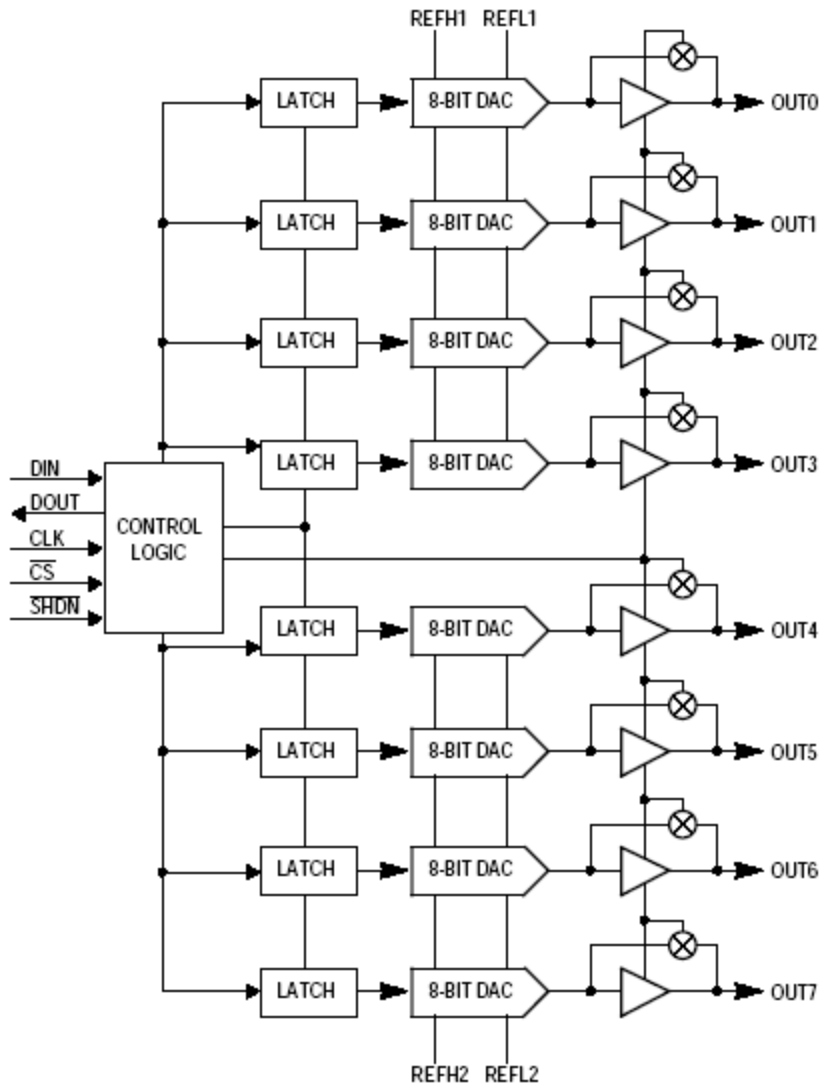 REFH1 REFL1
LATCH 8-BIT DAC OUT0
LATCH 8-BIT DAC OUT1
LATCH 8-BIT DAC OUT2
LATCH 8-BIT DAC OUT3
DIN
DOUT
CLK
CS
SHDN
CONTROL
LOGIC
LATCH 8-BIT DAC OUT4
LATCH 8-BIT DAC OUT5
LATCH 8-BIT DAC OUT6
LATCH 8-BIT DAC OUT7
REFH2 REFL2